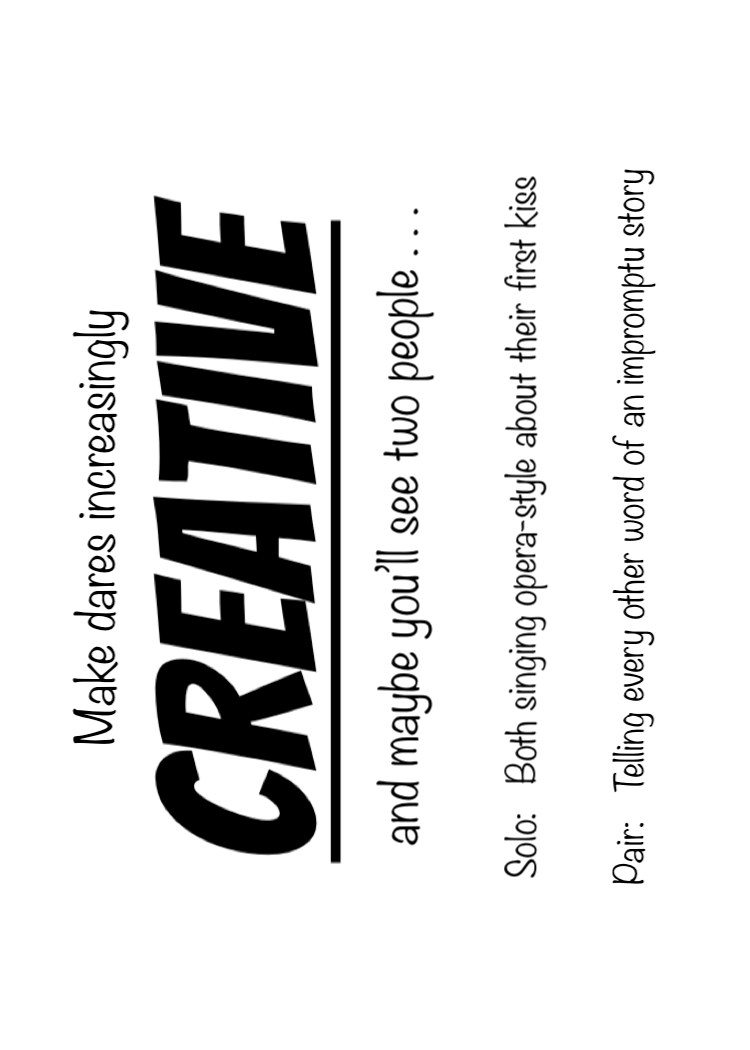 Make dares increasingly
CREATIVE
and maybe you'll see two people . . .
Solo: Both singing opera-style about their first kiss
Pair: Telling every other word of an impromptu story